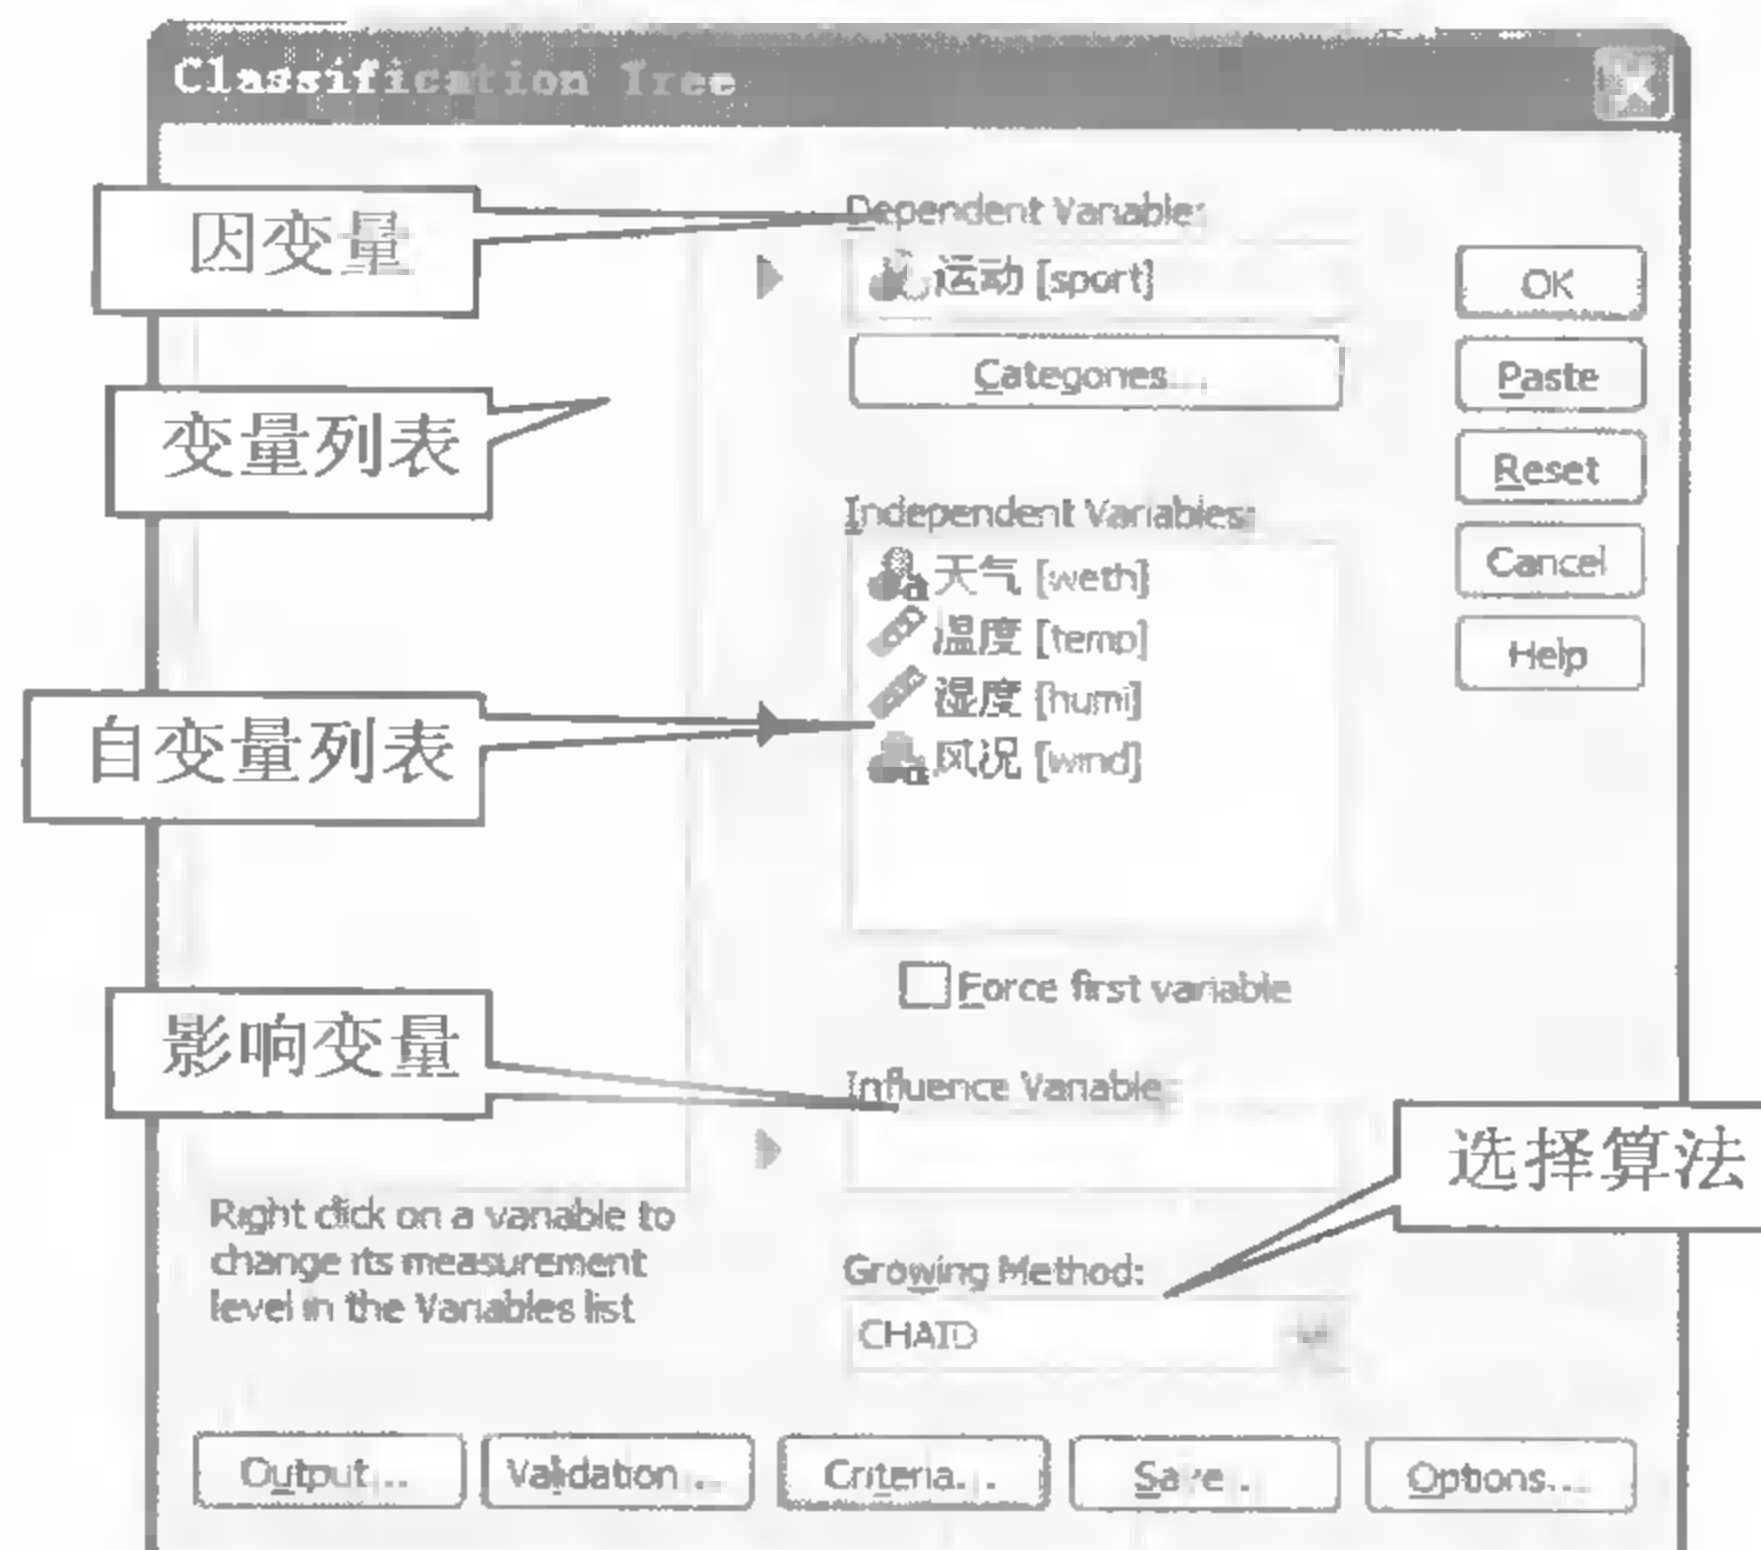 Classification Tree
因变量
Dependent Variable:
运动 [sport]
OK
Categories...
Paste
变量列表
Reset
Independent Variables:
天气 [weth]
Cancel
温度 [temp]
Help
湿度 [humi]
自变量列表
风况 [wind]
Force first variable
影响变量
Influence Variable:
选择算法
Right click on a variable to
change its measurement
level in the Variables list
Growing Method:
CHAID
Output... Validation... Criteria... Save... Options...